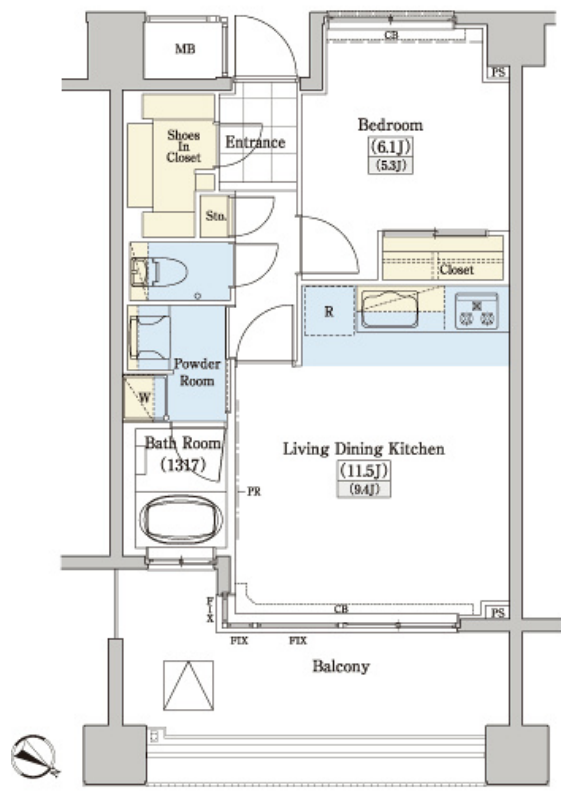 MB
CB
PS
Shoes
In
Closet
Entrance
Bedroom
(6.1J)
(5.3J)
Sto.
Closet
R
Powder
Room
W
Bath Room
(1317)
Living Dining Kitchen
(11.5J)
(9.4J)
PR
CB
PS
FIX
FIX
FIX
Balcony
N